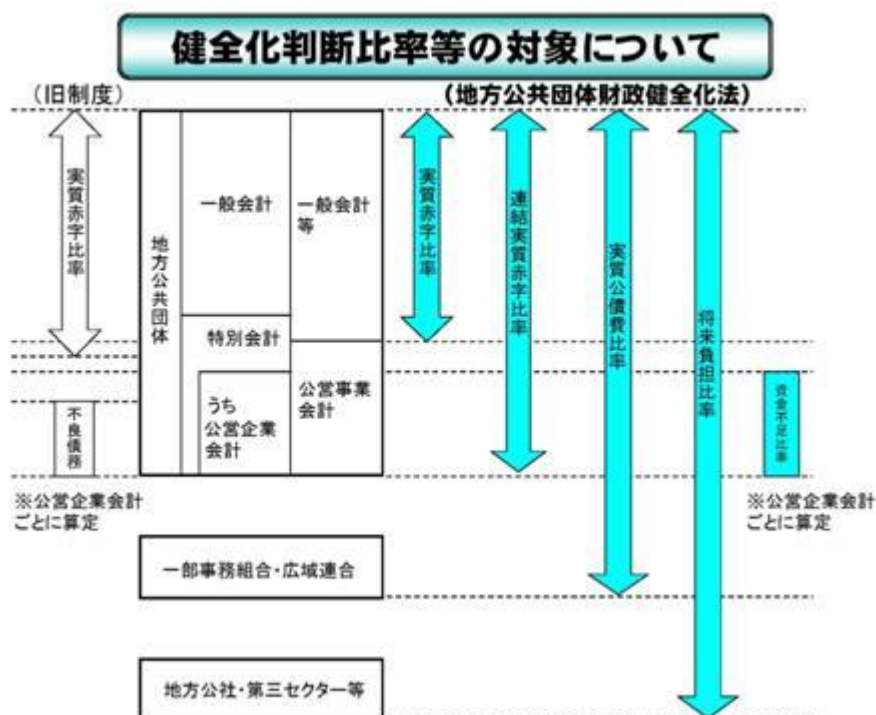 健全化判断比率等の対象について
（旧制度）
（地方公共団体財政健全化法）
実質赤字比率
不良債務
※公営企業会計
ごとに算定
地方公共団体
一般会計
特別会計
うち
公営企業
会計
一般会計
等
公営事業
会計
一部事務組合・広域連合
地方公社・第三セクター等
実質赤字比率
連結実質赤字比率
実質公債費比率
将来負担比率
資金不足比率
※公営企業会計
ごとに算定